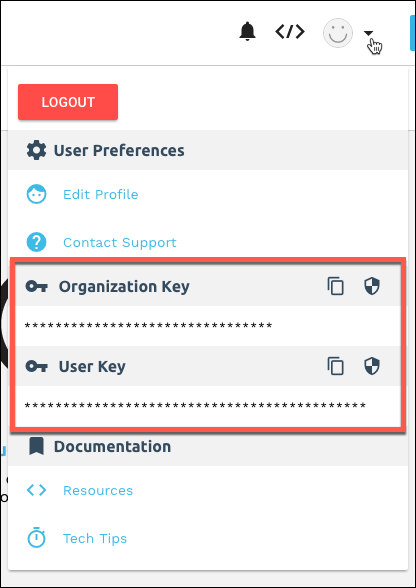 LOGOUT
User Preferences
Edit Profile
Contact Support
Organization Key
********************************
User Key
********************************************
Documentation
Resources
Tech Tips